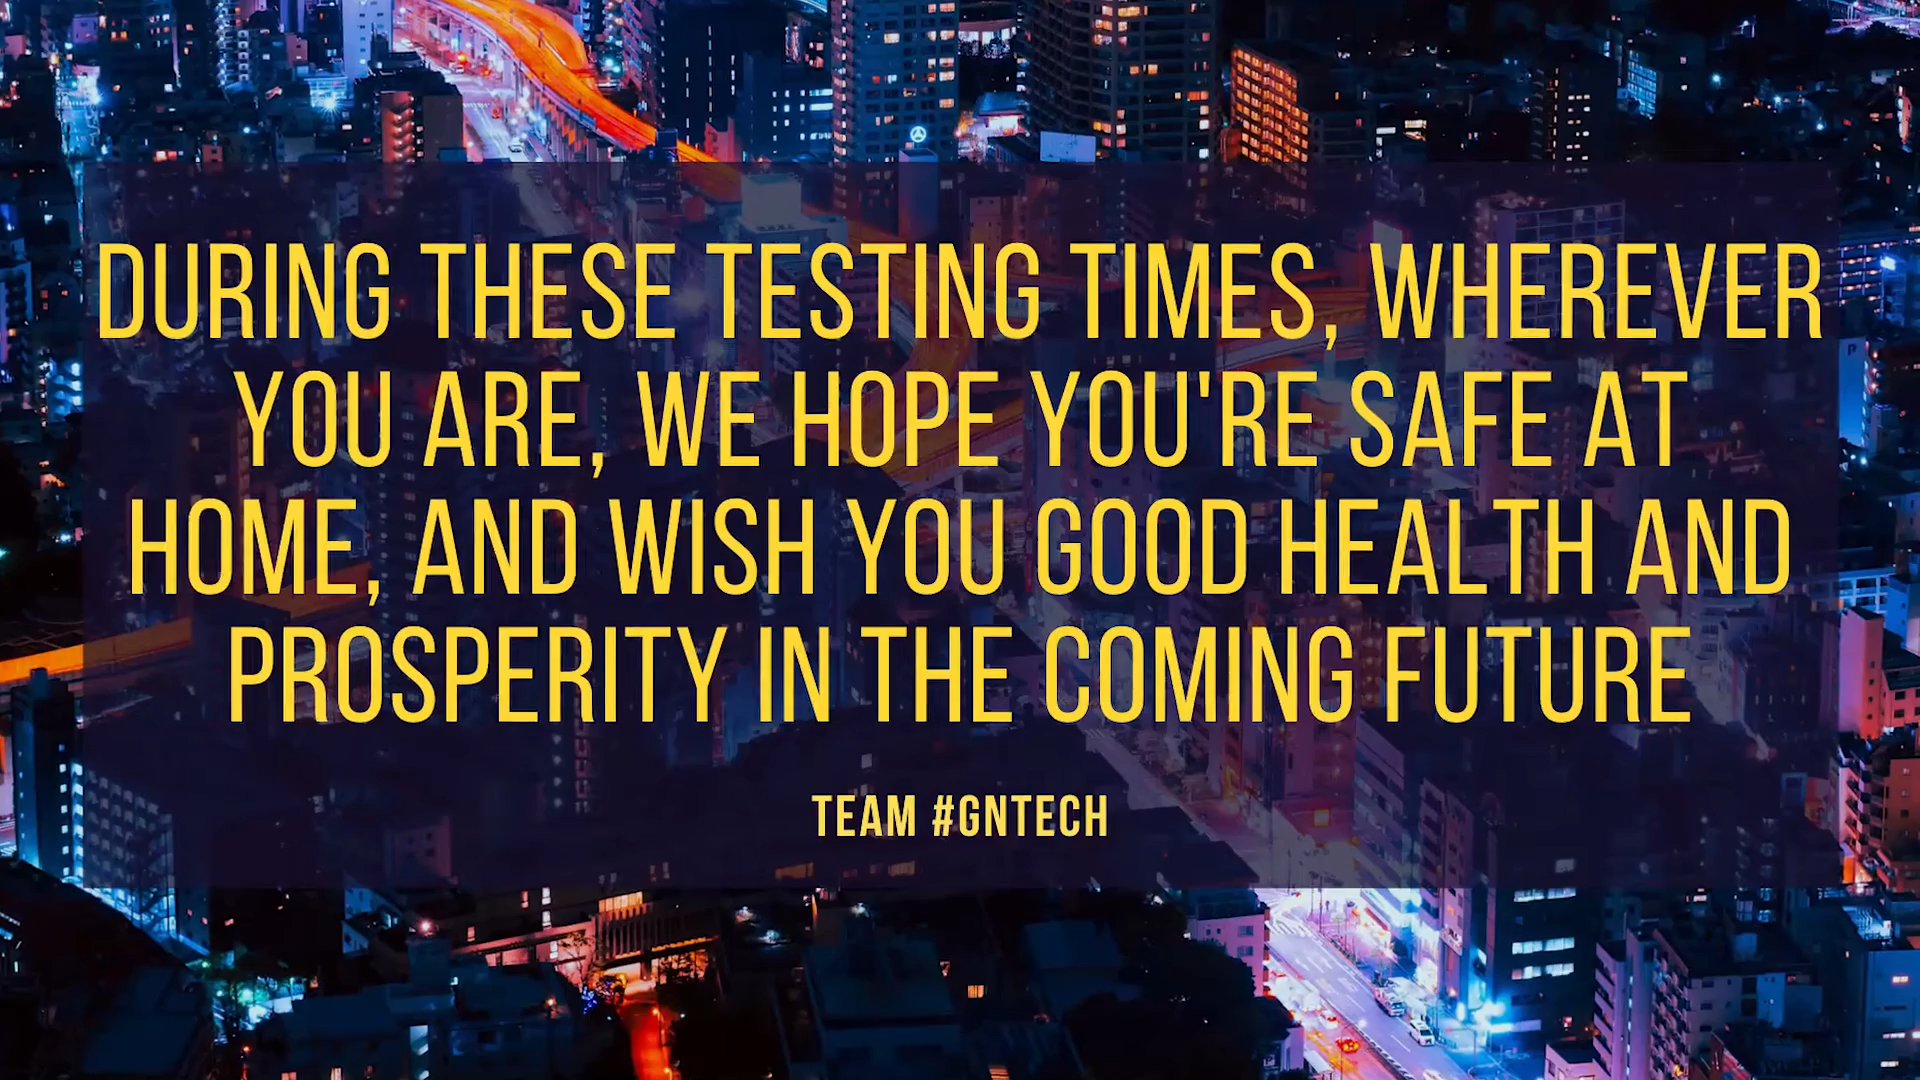 DURING THESE TESTING TIMES, WHEREVER
YOU ARE, WE HOPE YOU'RE SAFE AT
HOME, AND WISH YOU GOOD HEALTH AND
PROSPERITY IN THE COMING FUTURE
TEAM #GNTECH